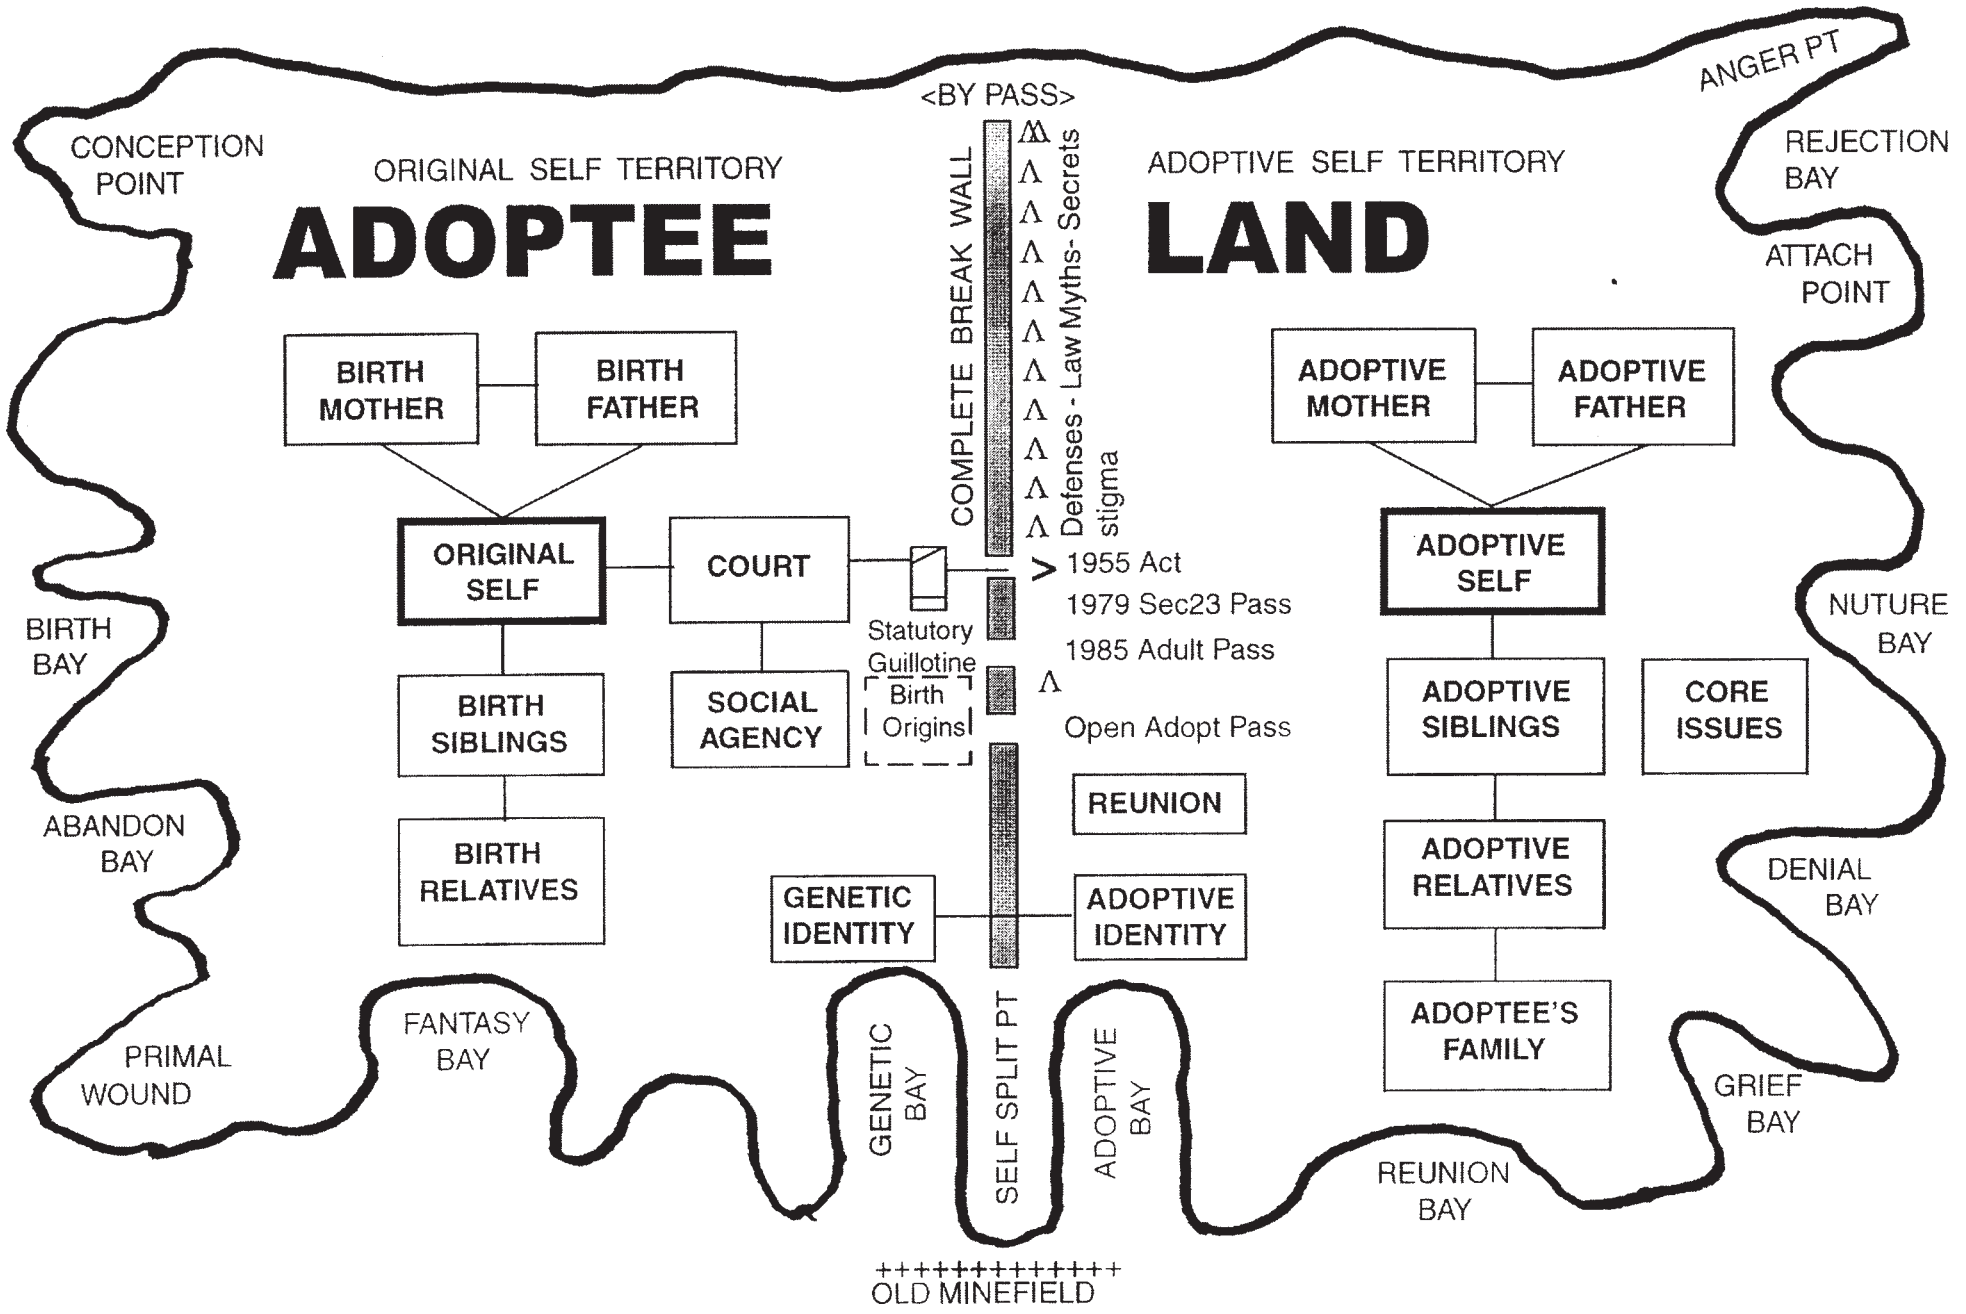 <BY PASS>
ANGER PT
CONCEPTION
POINT
REJECTION
BAY
ORIGINAL SELF TERRITORY
ADOPTIVE SELF TERRITORY
ADOPTEE
LAND
COMPLETE BREAK WALL
Defenses - Law Myths- Secrets
stigma
ATTACH
POINT
BIRTH
MOTHER
BIRTH
FATHER
ADOPTIVE
MOTHER
ADOPTIVE
FATHER
ORIGINAL
SELF
COURT
1955 Act
1979 Sec23 Pass
1985 Adult Pass
Open Adopt Pass
ADOPTIVE
SELF
Statutory
Guillotine
Birth
Origins
BIRTH
BAY
NUTURE
BAY
BIRTH
SIBLINGS
SOCIAL
AGENCY
ADOPTIVE
SIBLINGS
CORE
ISSUES
REUNION
ABANDON
BAY
BIRTH
RELATIVES
ADOPTIVE
RELATIVES
DENIAL
BAY
GENETIC
IDENTITY
ADOPTIVE
IDENTITY
ADOPTEE'S
FAMILY
PRIMAL
WOUND
FANTASY
BAY
GENETIC
BAY
SELF SPLIT PT
ADOPTIVE
BAY
GRIEF
BAY
REUNION
BAY
+++++++++++++
OLD MINEFIELD